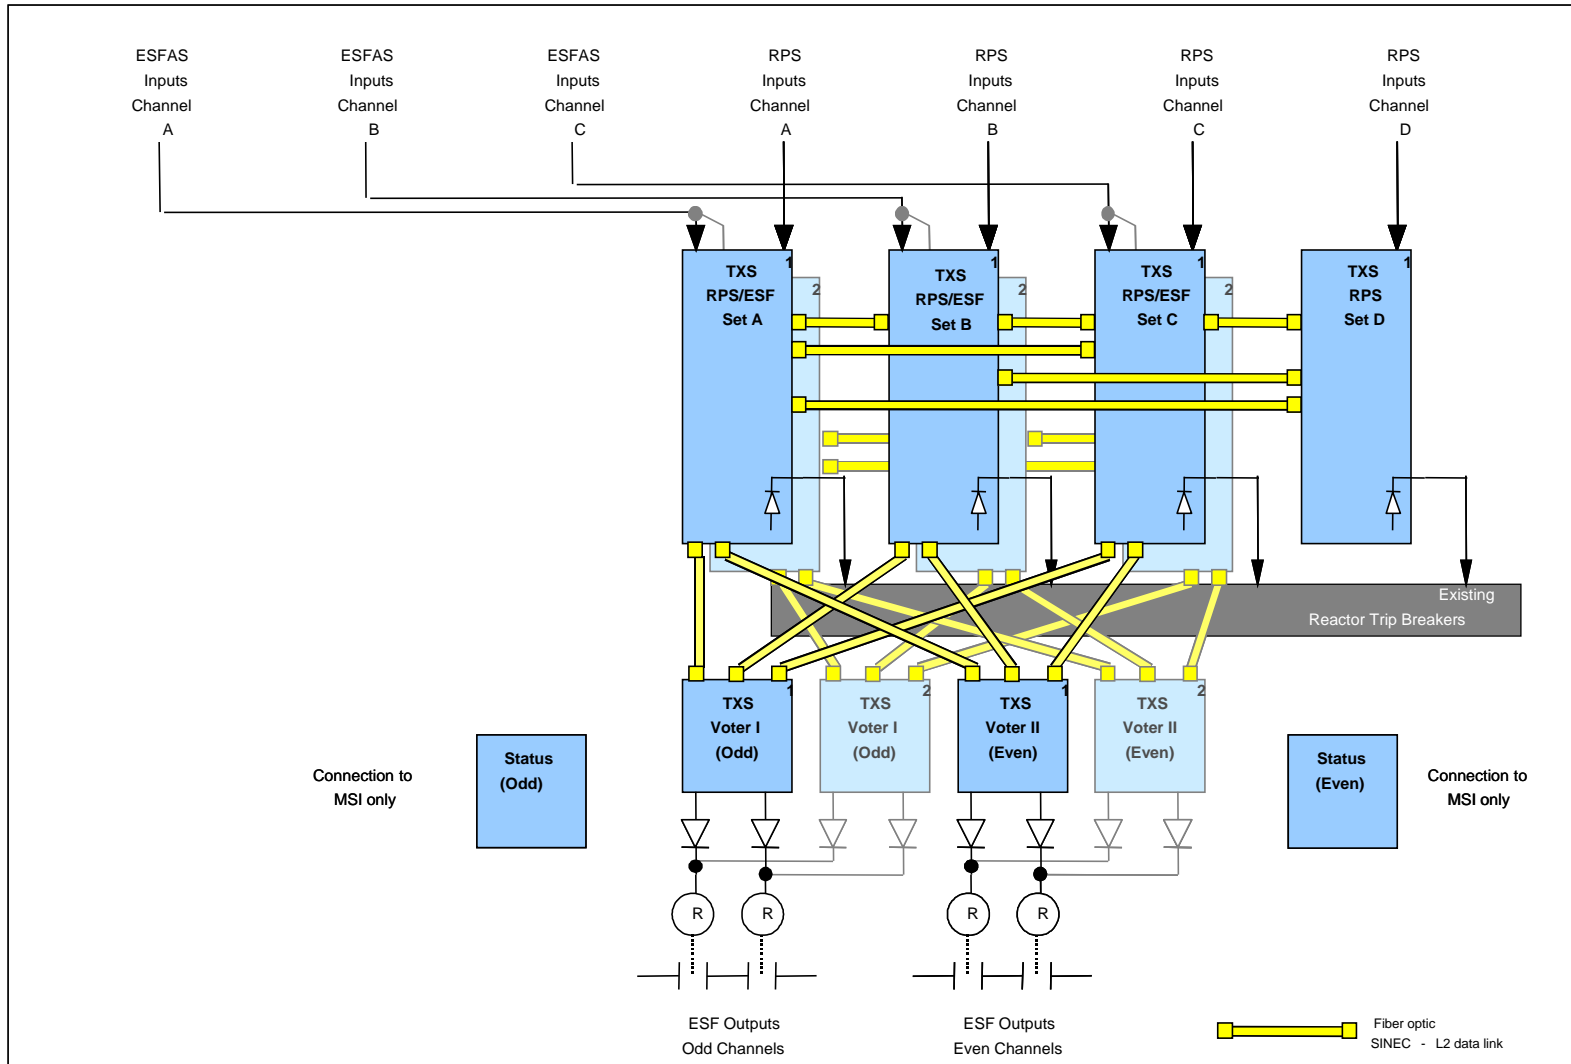 ESFAS
Inputs
Channel
A
ESFAS
Inputs
Channel
B
ESFAS
Inputs
Channel
C
RPS
Inputs
Channel
A
RPS
Inputs
Channel
B
RPS
Inputs
Channel
C
RPS
Inputs
Channel
D
1
TXS
RPS/ESF
Set A
2
1
TXS
RPS/ESF
Set B
2
1
TXS
RPS/ESF
Set C
2
1
TXS
RPS
Set D
Existing
Reactor Trip Breakers
1
TXS
Voter I
(Odd)
2
TXS
Voter I
(Odd)
1
TXS
Voter II
(Even)
2
TXS
Voter II
(Even)
Connection to
MSI only
Status
(Odd)
Status
(Even)
Connection to
MSI only
R
R
R
R
ESF Outputs
Odd Channels
ESF Outputs
Even Channels
Fiber optic
SINEC - L2 data link